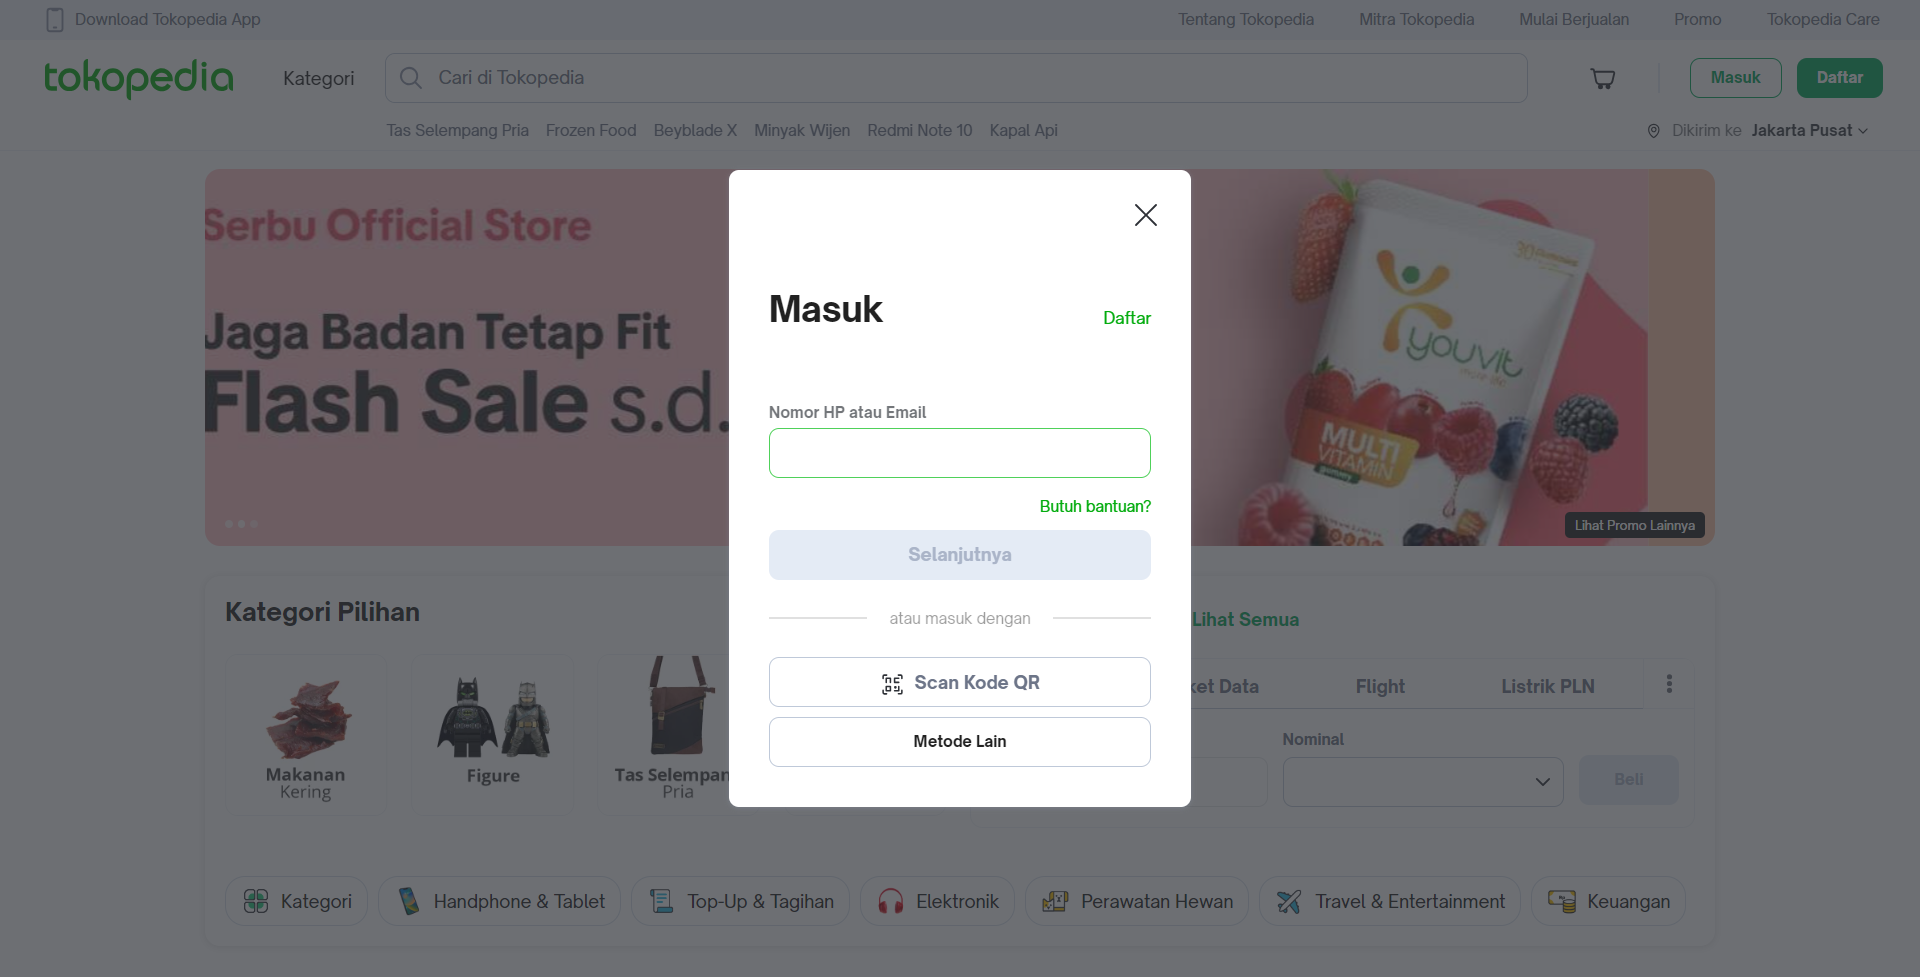 Download Tokopedia App
Tentang Tokopedia
Mitra Tokopedia
Mulai Berjualan
Promo
Tokopedia Care
tokopedia
Kategori
Cari di Tokopedia
Masuk
Daftar
Tas Selempang Pria
Frozen Food
Beyblade X
Minyak Wijen
Redmi Note 10
Kapal Api
Dikirim ke Jakarta Pusat
Serbu Official Store
Jaga Badan Tetap Fit
Flash Sale s.d.
30
youvit
MULTI
VITAMIN
Lihat Promo Lainnya
Masuk
Daftar
Nomor HP atau Email
Butuh bantuan?
Selanjutnya
atau masuk dengan
Scan Kode QR
Metode Lain
Kategori Pilihan
Lihat Semua
Makanan
Kering
Figure
Tas Selempan
Pria
ket Data
Flight
Listrik PLN
Nominal
Beli
Kategori
Handphone & Tablet
Top-Up & Tagihan
Elektronik
Perawatan Hewan
Travel & Entertainment
Keuangan